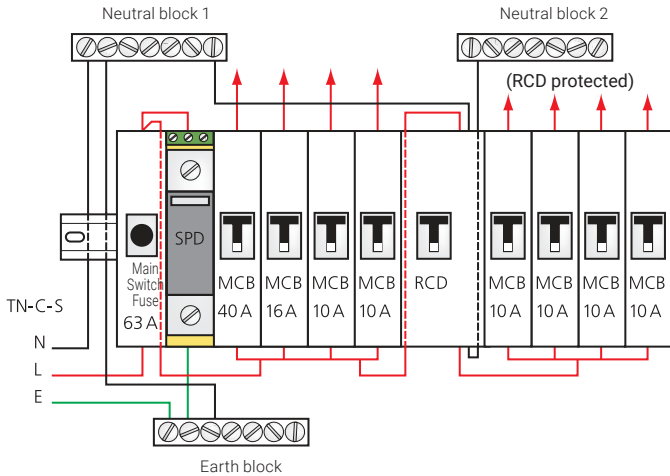 Neutral block 1
Neutral block 2
(RCD protected)
SPD
Main
Switch
Fuse
63 A
MCB
40 A
MCB
16 A
MCB
10 A
MCB
10 A
RCD
MCB
10 A
MCB
10 A
MCB
10 A
MCB
10 A
TN-C-S
N
L
E
Earth block